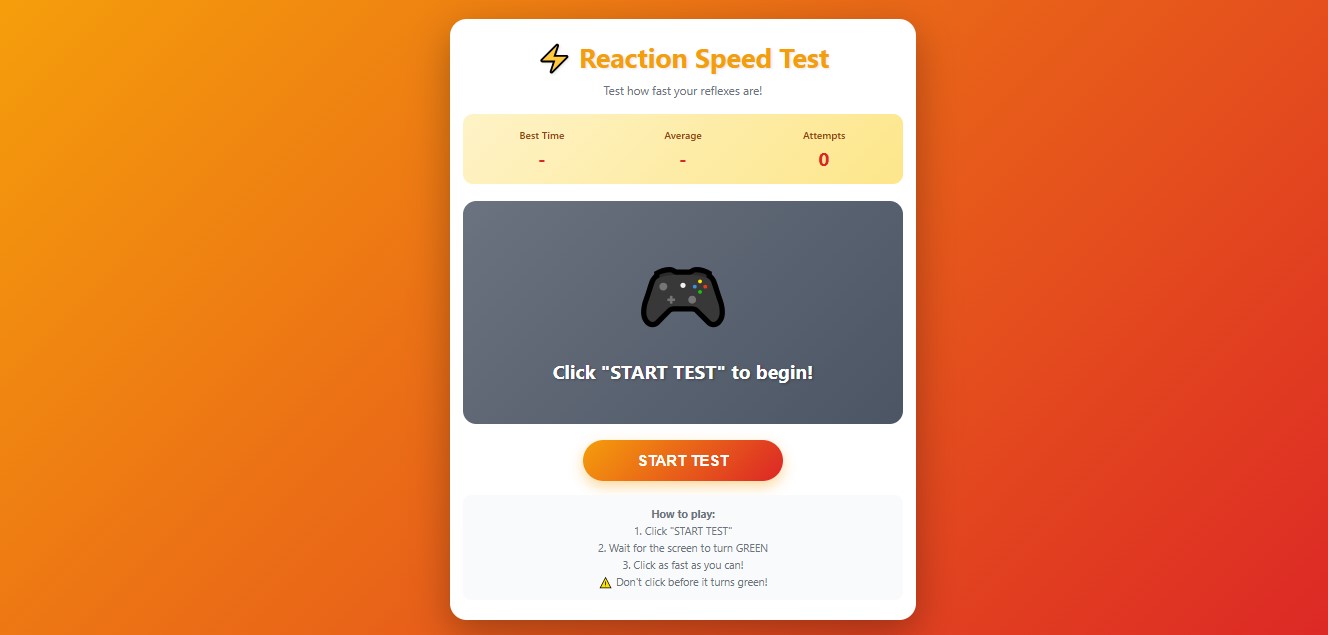 Reaction Speed Test
Test how fast your reflexes are!
Best Time Average Attempts
- - 0
Click "START TEST" to begin!
START TEST
How to play:
1. Click "START TEST"
2. Wait for the screen to turn GREEN
3. Click as fast as you can!
⚠️ Don't click before it turns green!